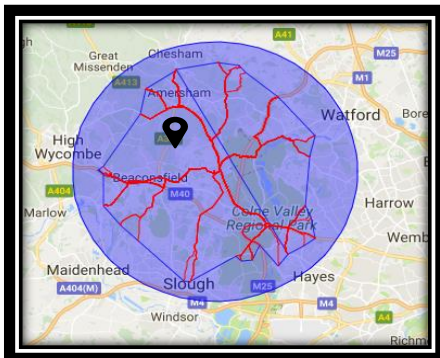 A41
Chesham
Great
Missenden
M25
A413
M1
Amersham
Watford
Bore
High
Wycombe
Beaconsfield
A404
M40
Harrow
Marlow
Colne Valley
Regional Park
Wemb
Maidenhead
Slough
Hayes
A404(M)
M25
M4
M4
Windsor
A4
Richm